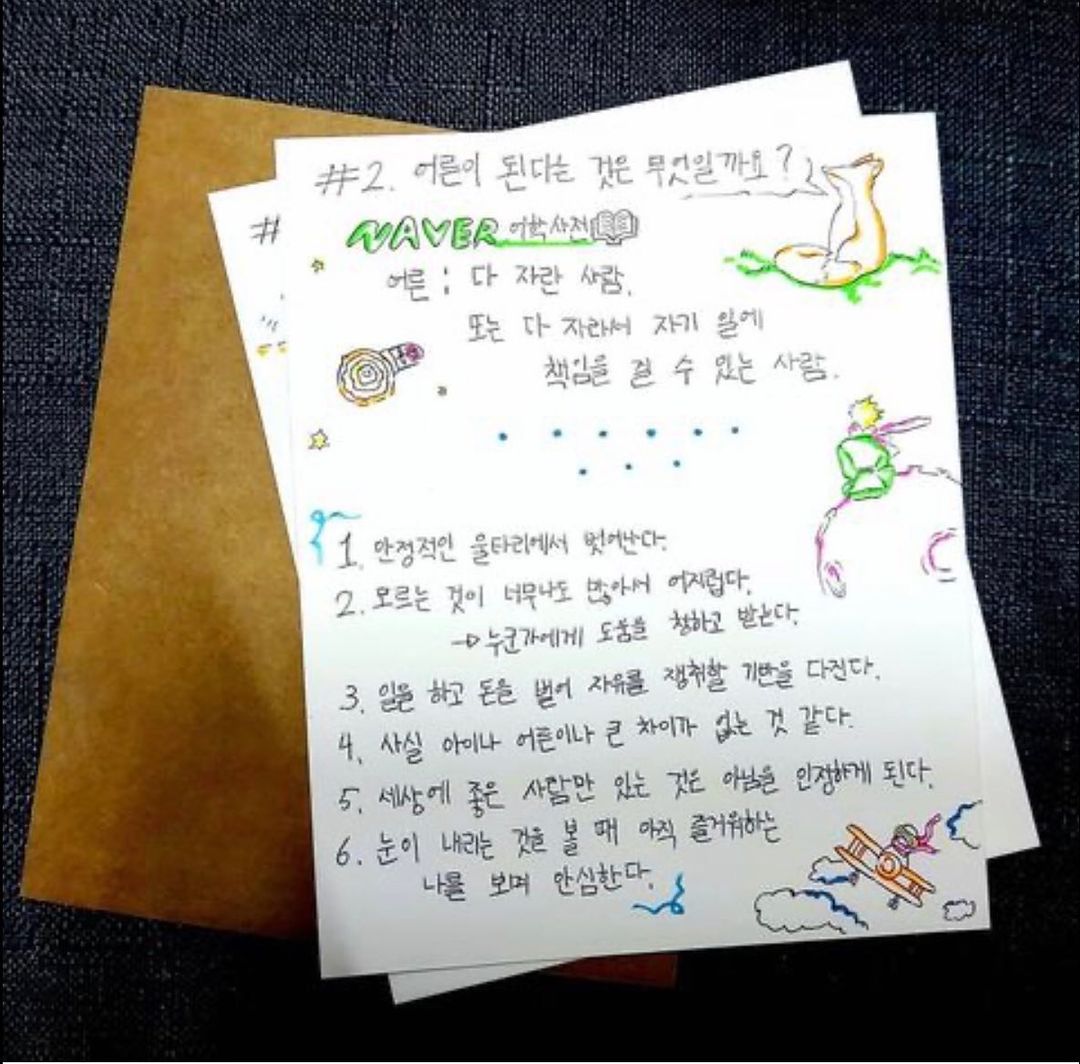 #2. 어른이 된다는 것은 무엇일까요?
#
NAVER 어학사전
어른 : 다 자란 사람.
또는 다 자라서 자기 일에
책임을 질 수 있는 사람.
1. 안정적인 울타리에서 벗어난다.
2. 모르는 것이 너무나도 많아서 어지럽다.
→ 누군가에게 도움을 청하고 받는다.
3. 일을 하고 돈을 벌어 자유를 쟁취할 기반을 다진다.
4. 사실 아이나 어른이나 큰 차이가 없는 것 같다.
5. 세상에 좋은 사람만 있는 것은 아님을 인정하게 된다.
6. 눈이 내리는 것을 볼 때 아직 즐거워하는
나를 보며 안심한다.